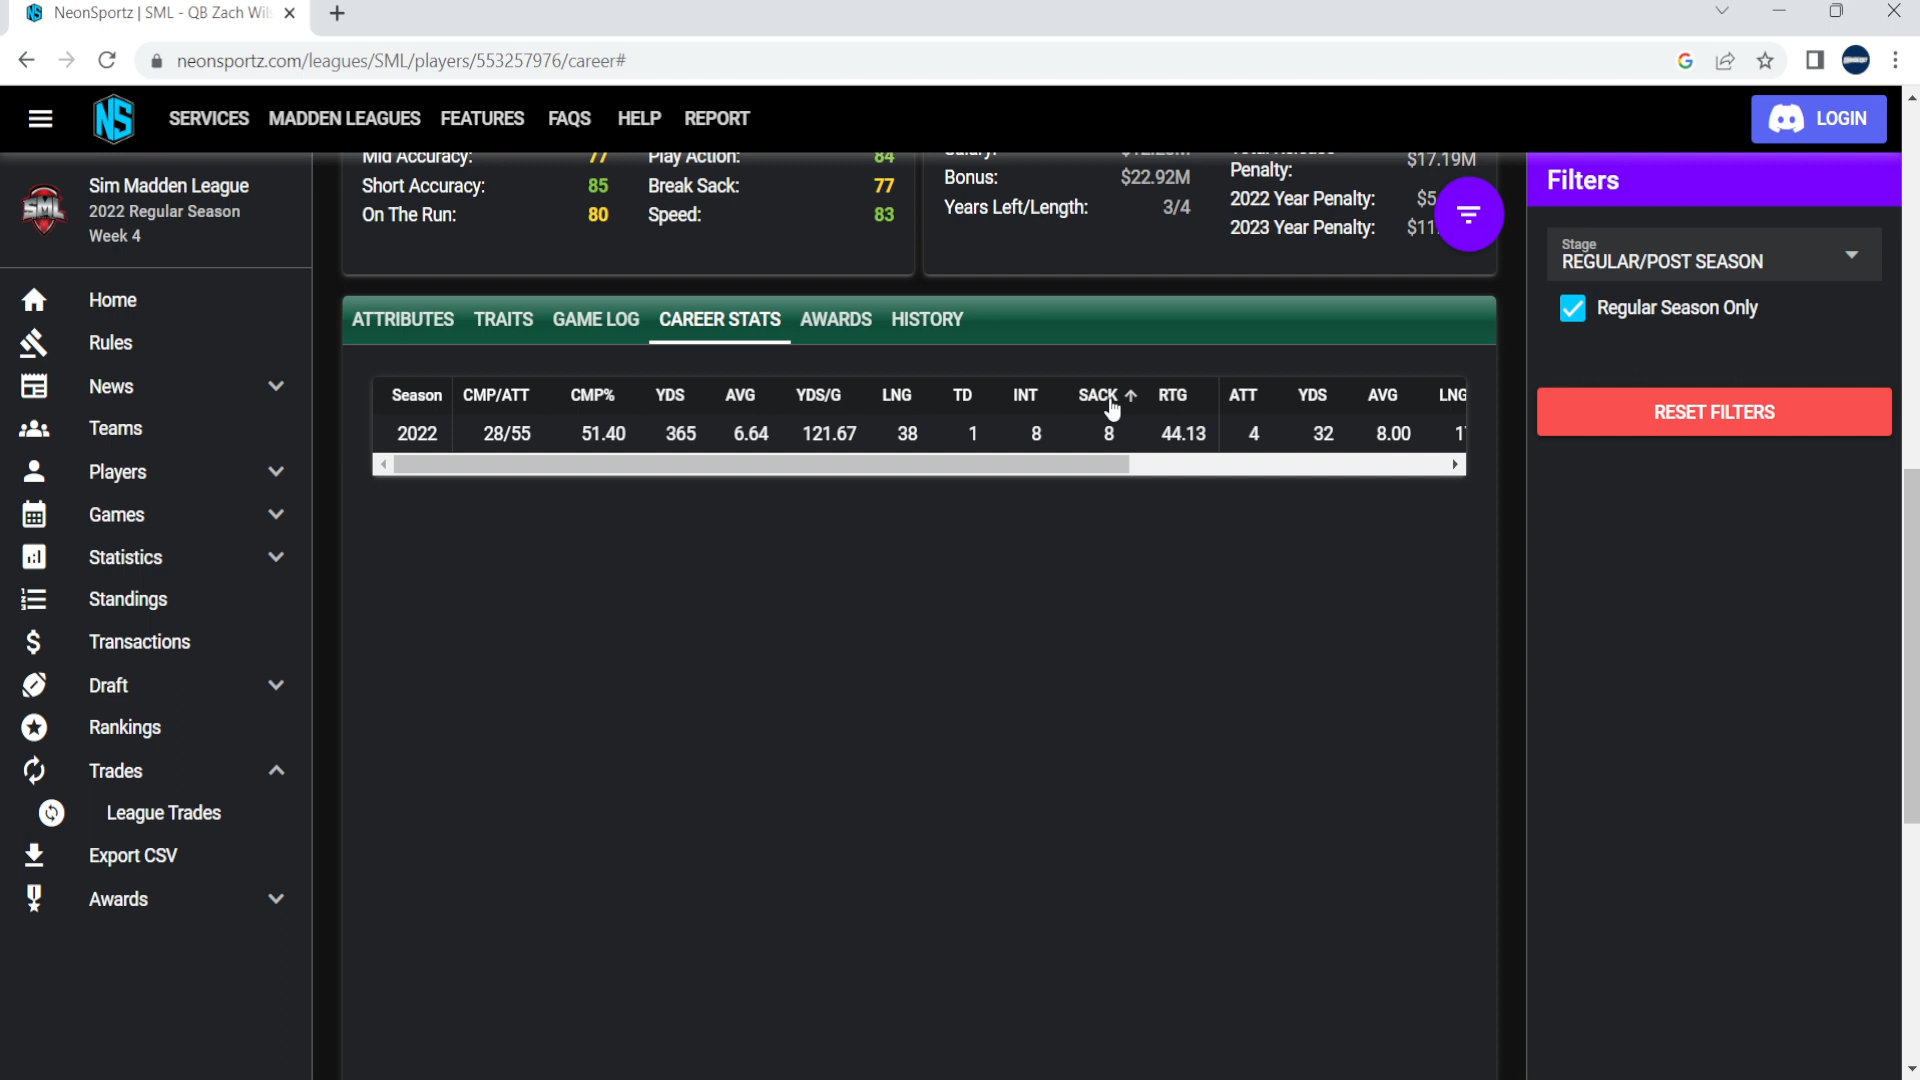 NeonSportz | SML - QB Zach Wils
neonsportz.com/leagues/SML/players/553257976/career#
NS
SERVICES MADDEN LEAGUES FEATURES FAQS HELP REPORT
LOGIN
SML
Sim Madden League
2022 Regular Season
Week 4
Home
Rules
News
Teams
Players
Games
Statistics
Standings
Transactions
Draft
Rankings
Trades
League Trades
Export CSV
Awards
Mid Accuracy: 77 Play Action: 84
Short Accuracy: 85 Break Sack: 77
On The Run: 80 Speed: 83
Bonus: $22.92M
Years Left/Length: 3/4
Penalty: $17.19M
2022 Year Penalty: $5
2023 Year Penalty: $11
ATTRIBUTES TRAITS GAME LOG CAREER STATS AWARDS HISTORY
Season CMP/ATT CMP% YDS AVG YDS/G LNG TD INT SACK RTG ATT YDS AVG LNG
2022 28/55 51.40 365 6.64 121.67 38 1 8 8 44.13 4 32 8.00
Filters
Stage
REGULAR/POST SEASON
Regular Season Only
RESET FILTERS